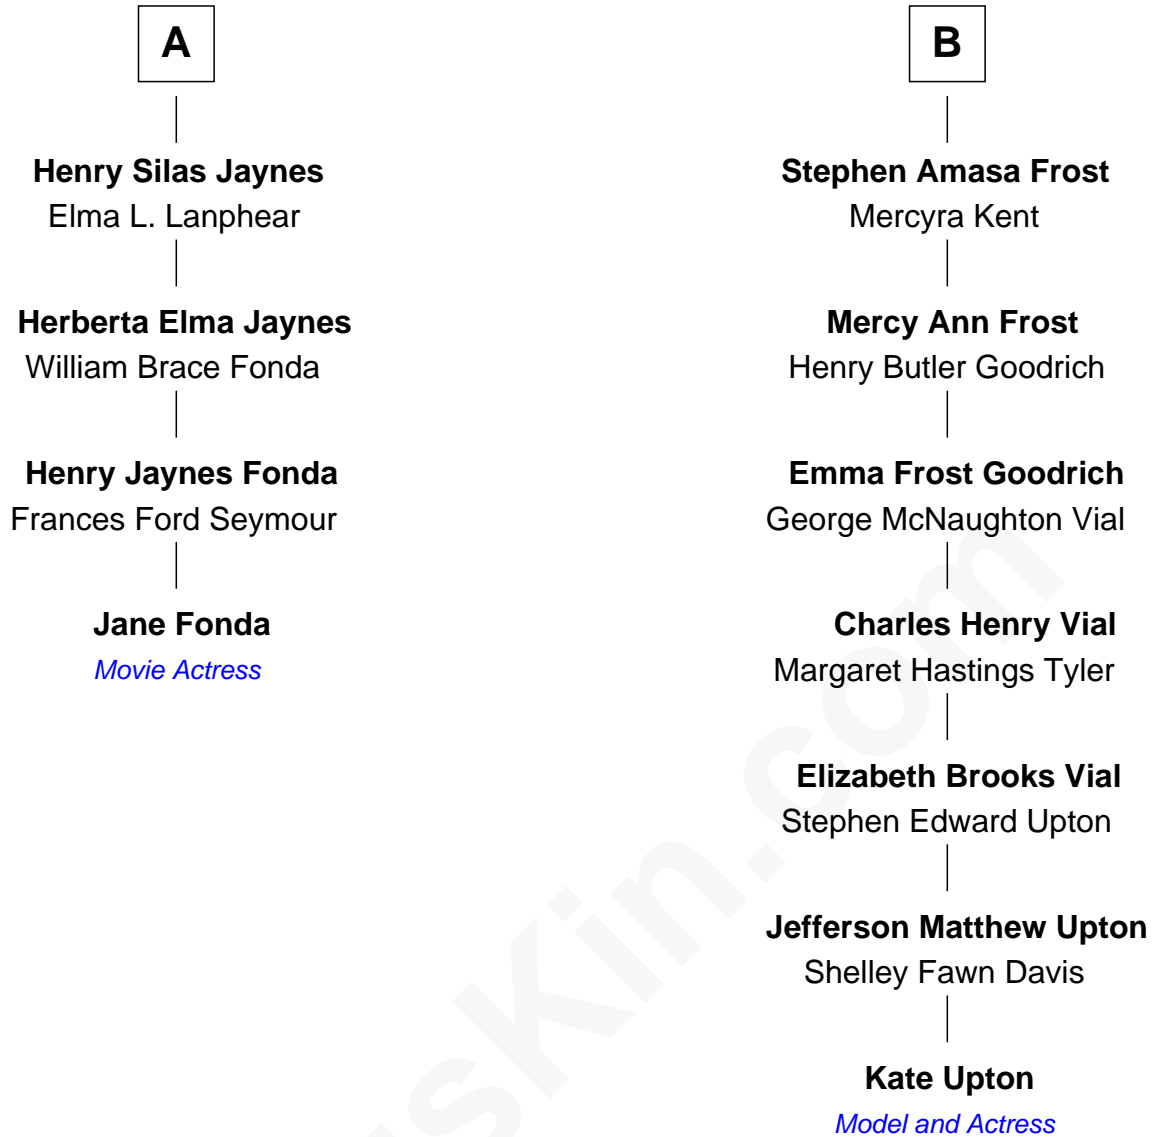 A
Henry Silas Jaynes
Elma L. Lanphear
Herberta Elma Jaynes
William Brace Fonda
Henry Jaynes Fonda
Frances Ford Seymour
Jane Fonda
Movie Actress
B
Stephen Amasa Frost
Mercyra Kent
Mercy Ann Frost
Henry Butler Goodrich
Emma Frost Goodrich
George McNaughton Vial
Charles Henry Vial
Margaret Hastings Tyler
Elizabeth Brooks Vial
Stephen Edward Upton
Jefferson Matthew Upton
Shelley Fawn Davis
Kate Upton
Model and Actress
sKin.com